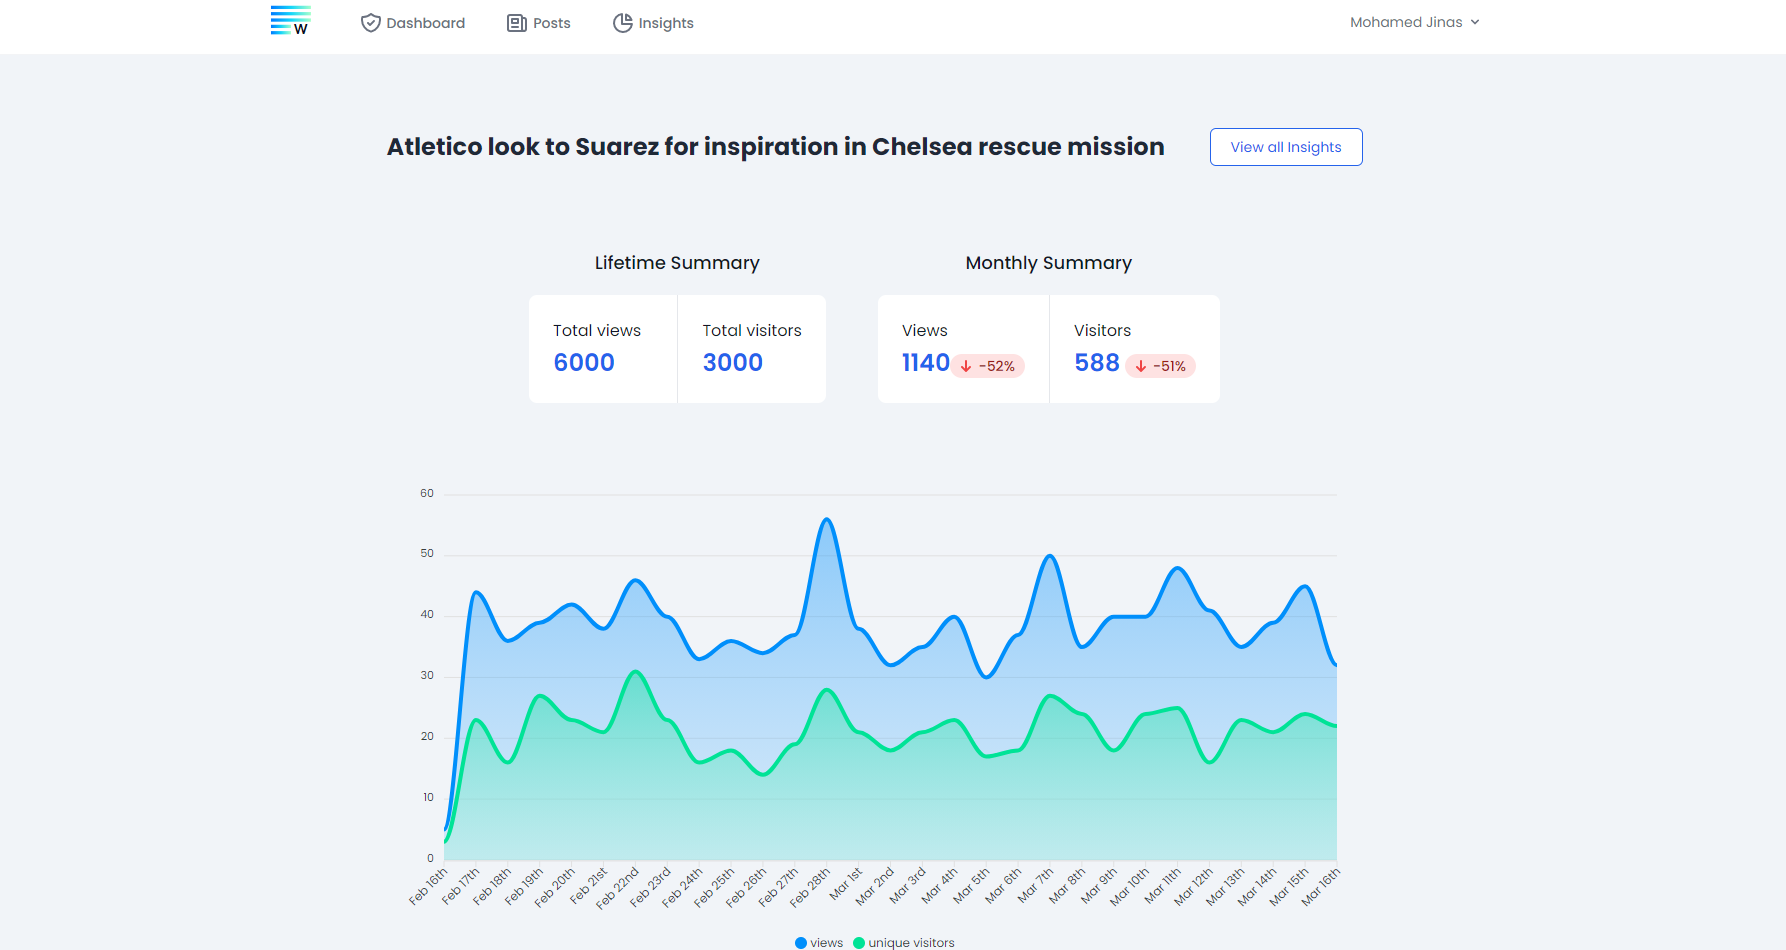 W
Dashboard
Posts
Insights
Mohamed Jinas
Atletico look to Suarez for inspiration in Chelsea rescue mission
View all Insights
Lifetime Summary
Monthly Summary
Total views
Total visitors
Views
Visitors
6000
3000
1140 -52%
588 -51%
60
50
40
30
20
10
0
Feb 16th
Feb 17th
Feb 18th
Feb 19th
Feb 20th
Feb 21st
Feb 22nd
Feb 23rd
Feb 24th
Feb 25th
Feb 26th
Feb 27th
Feb 28th
Mar 1st
Mar 2nd
Mar 3rd
Mar 4th
Mar 5th
Mar 6th
Mar 7th
Mar 8th
Mar 9th
Mar 10th
Mar 11th
Mar 12th
Mar 13th
Mar 14th
Mar 15th
Mar 16th
views
unique visitors